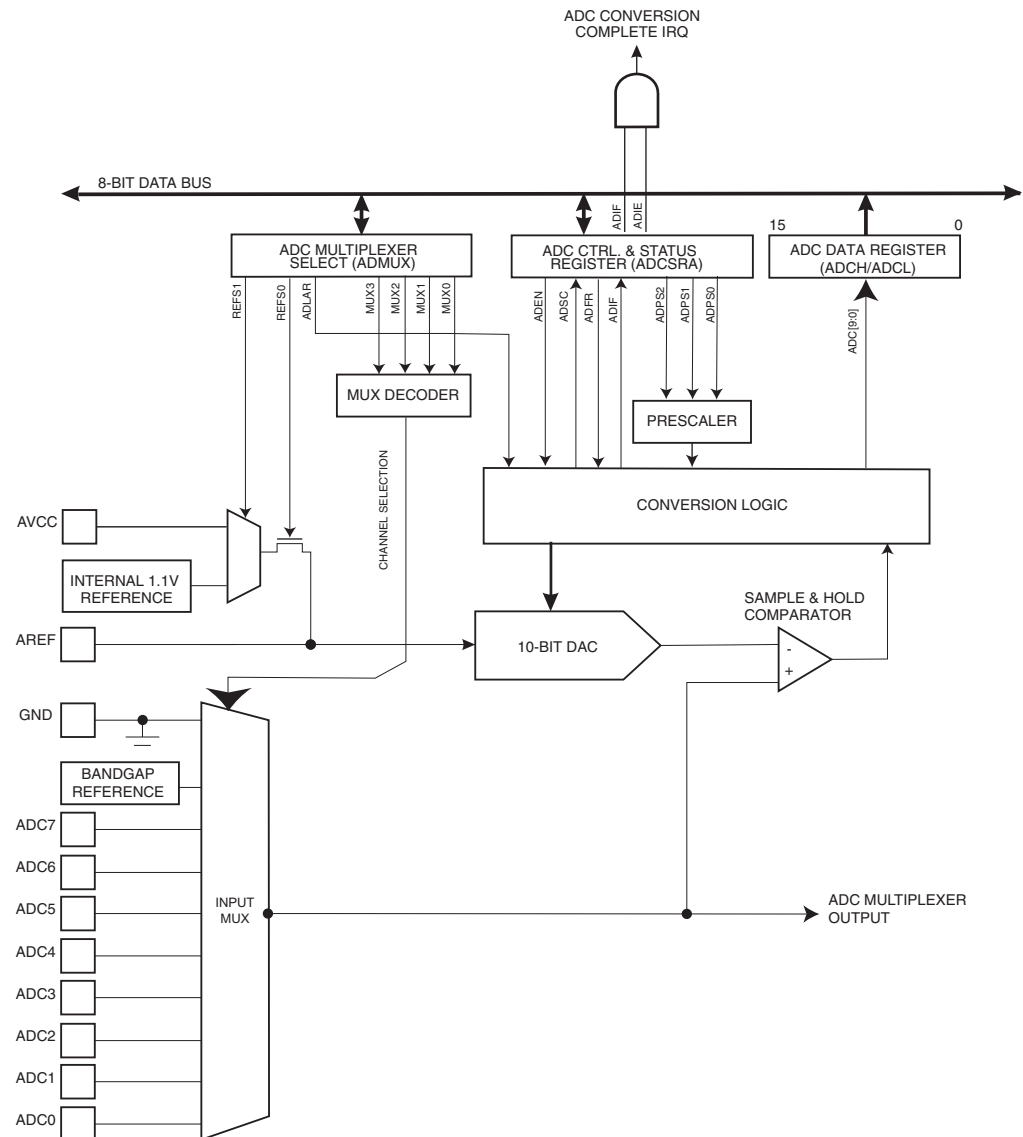 ADC CONVERSION
COMPLETE IRQ
8-BIT DATA BUS
ADIF
ADIE
15
0
ADC MULTIPLEXER
SELECT (ADMUX)
ADC CTRL. & STATUS
REGISTER (ADCSRA)
ADC DATA REGISTER
(ADCH/ADCL)
REFS1
REFS0
ADLAR
MUX3
MUX2
MUX1
MUX0
ADEN
ADSC
ADFR
ADIF
ADPS2
ADPS1
ADPS0
ADC[9:0]
MUX DECODER
PRESCALER
CHANNEL SELECTION
CONVERSION LOGIC
AVCC
INTERNAL 1.1V
REFERENCE
SAMPLE & HOLD
COMPARATOR
AREF
10-BIT DAC
-
+
GND
BANDGAP
REFERENCE
ADC7
ADC6
ADC5
INPUT
MUX
ADC MULTIPLEXER
OUTPUT
ADC4
ADC3
ADC2
ADC1
ADC0